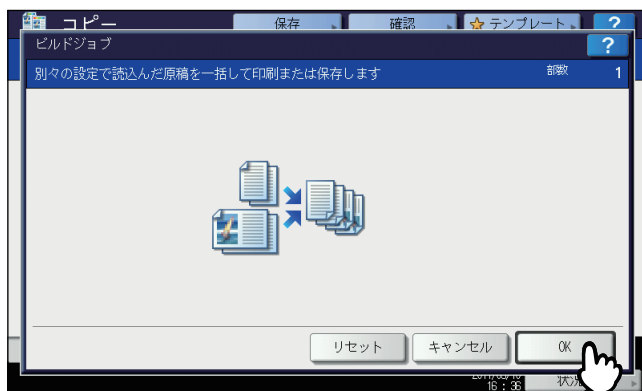 コピー 保存 確認 テンプレート ?
ビルドジョブ ?
別々の設定で読込んだ原稿を一括して印刷または保存します 部数 1
リセット キャンセル OK
16:36 状況